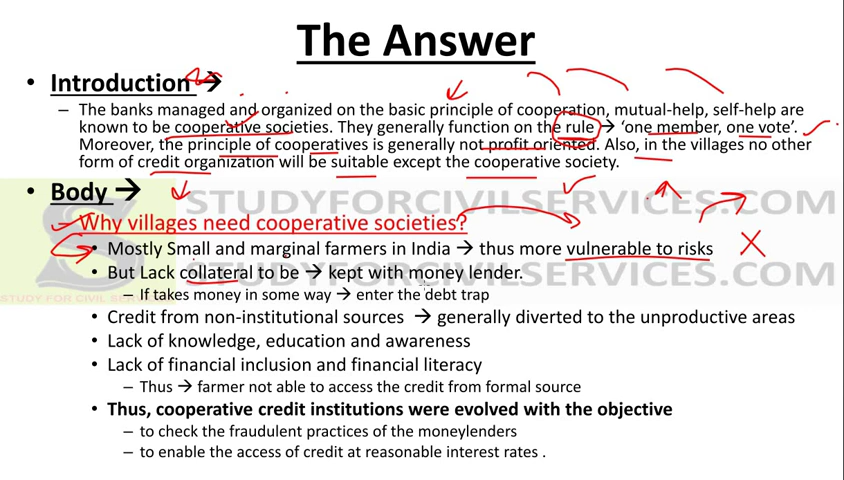 The Answer
• Introduction →
– The banks managed and organized on the basic principle of cooperation, mutual-help, self-help are
known to be cooperative societies. They generally function on the rule → ‘one member, one vote’.
Moreover, the principle of cooperatives is generally not profit oriented. Also, in the villages no other
form of credit organization will be suitable except the cooperative society.
• Body →
STUDYFORCIVILSERVICES.COM
– Why villages need cooperative societies?
• Mostly Small and marginal farmers in India → thus more vulnerable to risks
• But Lack collateral to be → kept with money lender.
STUDYFORCIVILSERVICES.COM
– If takes money in some way → enter the debt trap
STUDY FOR CIVIL SERVICES
• Credit from non-institutional sources → generally diverted to the unproductive areas
• Lack of knowledge, education and awareness
• Lack of financial inclusion and financial literacy
– Thus → farmer not able to access the credit from formal source
• Thus, cooperative credit institutions were evolved with the objective
– to check the fraudulent practices of the moneylenders
– to enable the access of credit at reasonable interest rates .